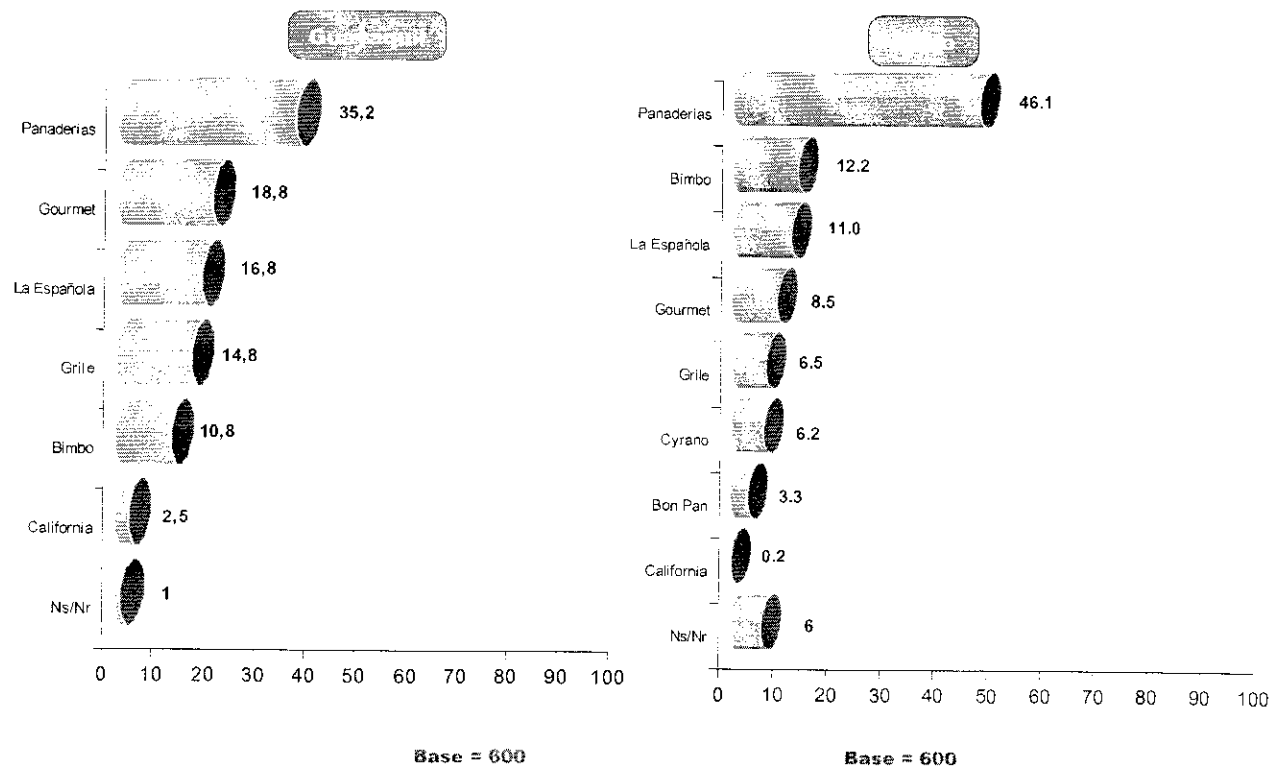 Panaderias 35,2
Gourmet 18,8
La Española 16,8
Grile 14,8
Bimbo 10,8
California 2,5
Ns/Nr 1
0 10 20 30 40 50 60 70 80 90 100
Base = 600
Panaderias 46.1
Bimbo 12.2
La Española 11.0
Gourmet 8.5
Grile 6.5
Cyrano 6.2
Bon Pan 3.3
California 0.2
Ns/Nr 6
0 10 20 30 40 50 60 70 80 90 100
Base = 600